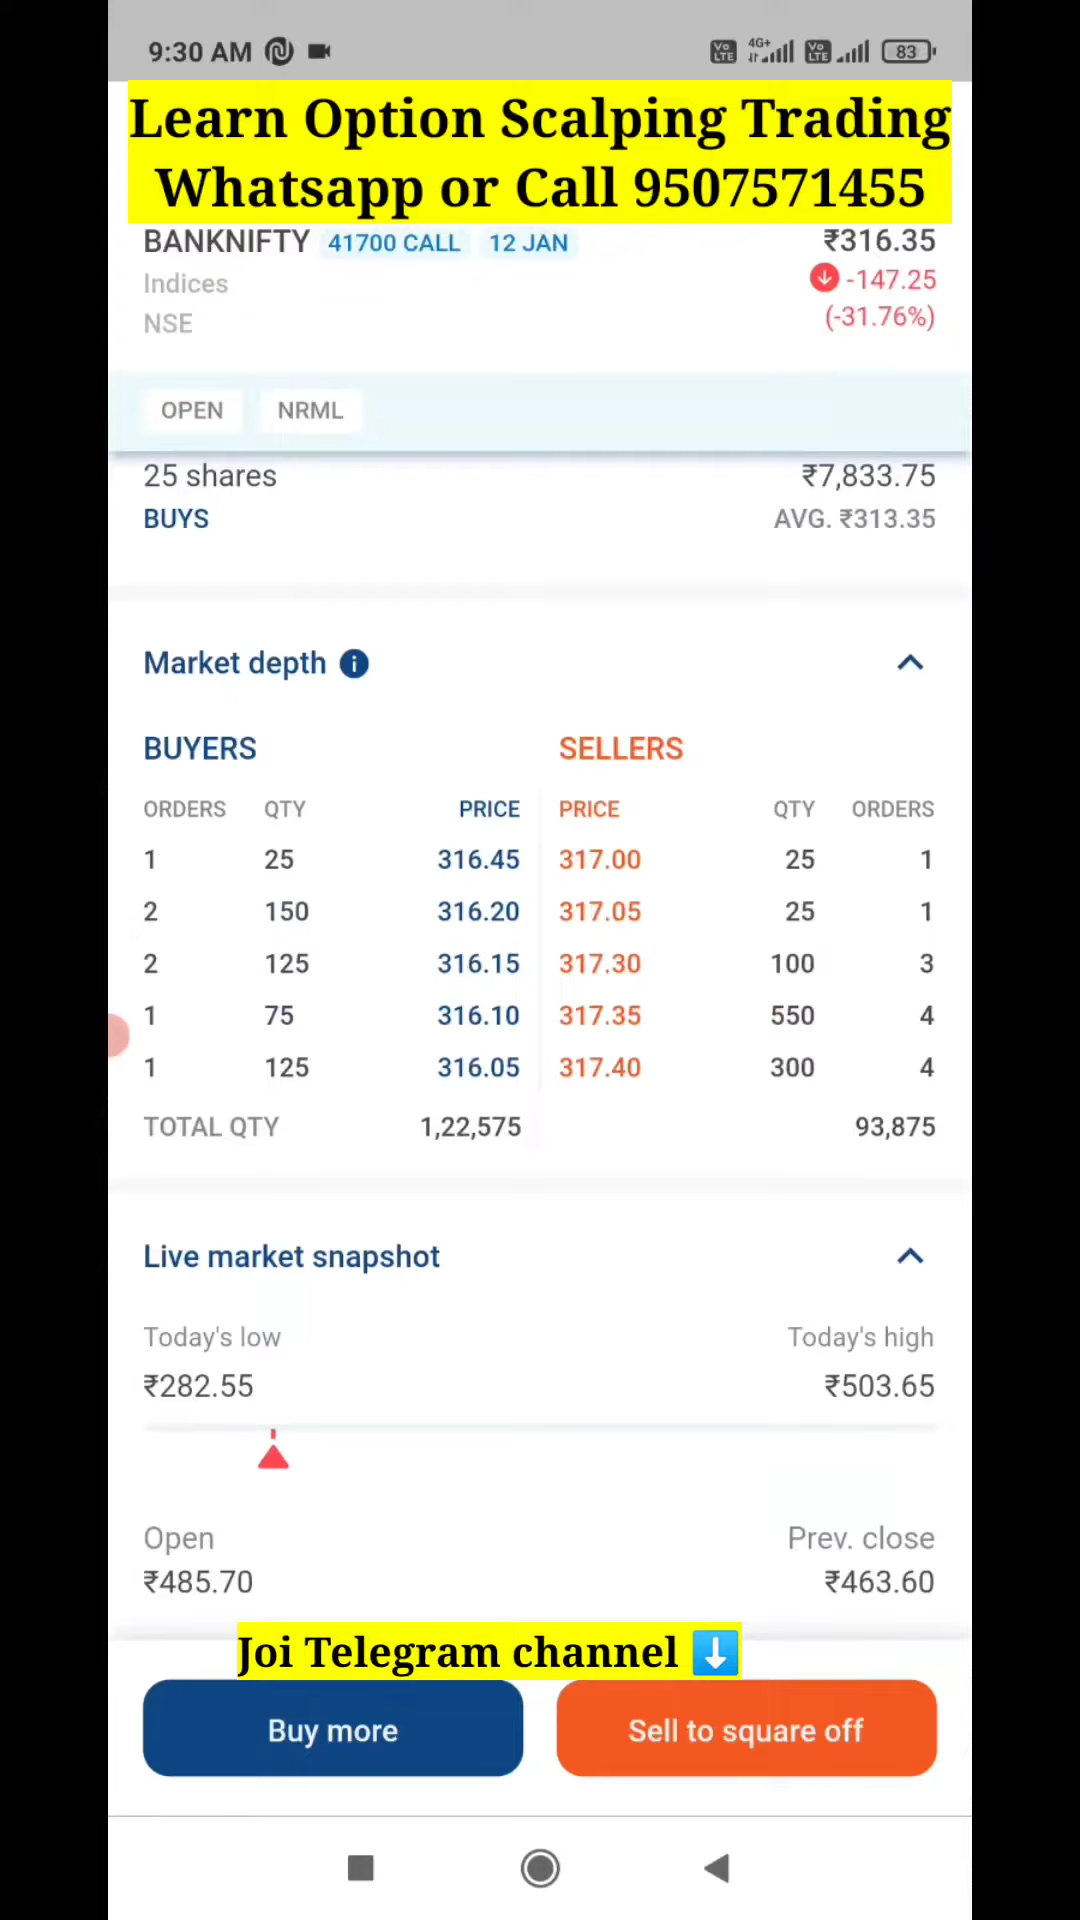 9:30 AM
Vo LTE 4G+ Vo LTE 83
Learn Option Scalping Trading
Whatsapp or Call 9507571455
BANKNIFTY 41700 CALL 12 JAN ₹316.35
Indices -147.25
NSE (-31.76%)
OPEN NRML
25 shares ₹7,833.75
BUYS AVG. ₹313.35
Market depth i
BUYERS SELLERS
ORDERS QTY PRICE PRICE QTY ORDERS
1 25 316.45 317.00 25 1
2 150 316.20 317.05 25 1
2 125 316.15 317.30 100 3
1 75 316.10 317.35 550 4
1 125 316.05 317.40 300 4
TOTAL QTY 1,22,575 93,875
Live market snapshot
Today's low Today's high
₹282.55 ₹503.65
Open Prev. close
₹485.70 ₹463.60
Joi Telegram channel ⬇️
Buy more Sell to square off